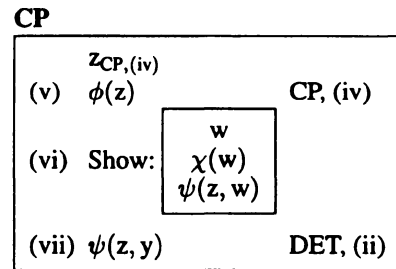 CP
z_CP,(iv)
(v) ϕ(z) CP, (iv)
w
(vi) Show: χ(w)
ψ(z, w)
(vii) ψ(z, y) DET, (ii)